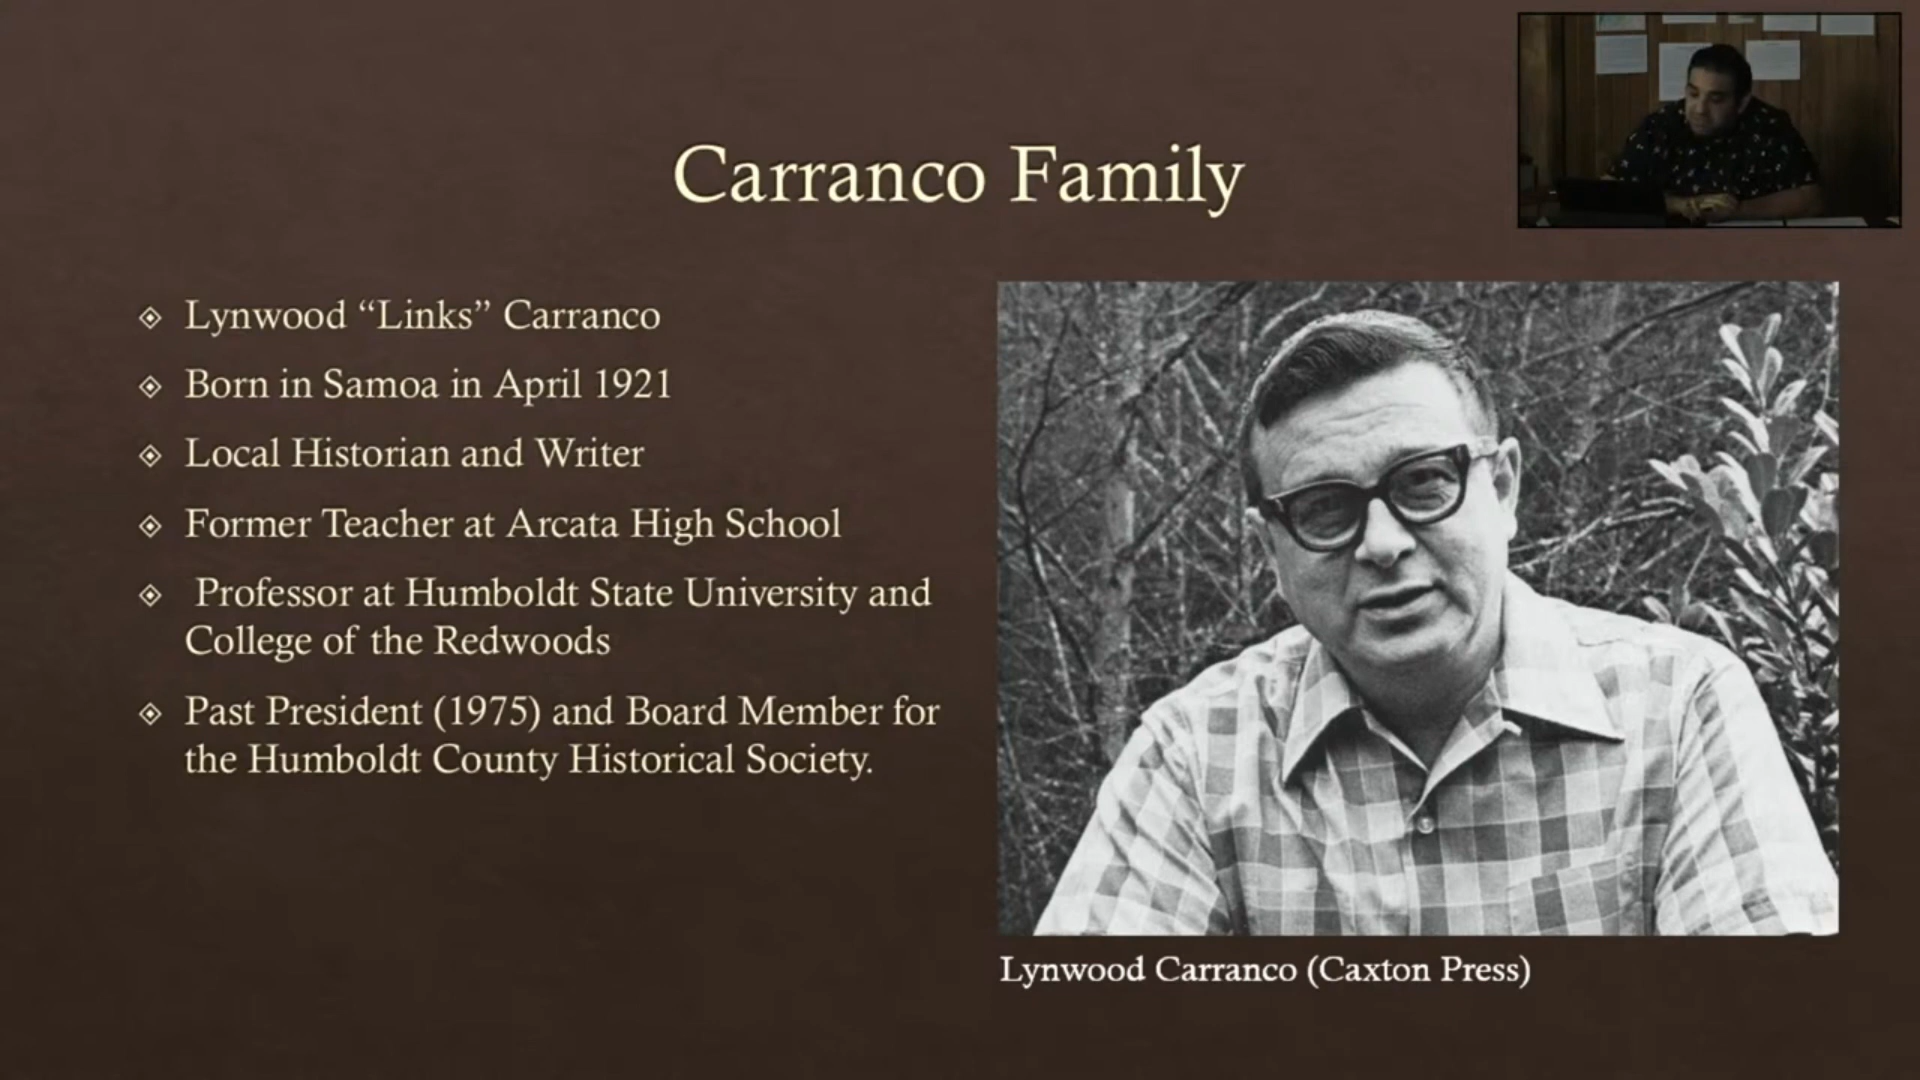 Carranco Family
Lynwood “Links” Carranco
Born in Samoa in April 1921
Local Historian and Writer
Former Teacher at Arcata High School
Professor at Humboldt State University and
College of the Redwoods
Past President (1975) and Board Member for
the Humboldt County Historical Society.
Lynwood Carranco (Caxton Press)